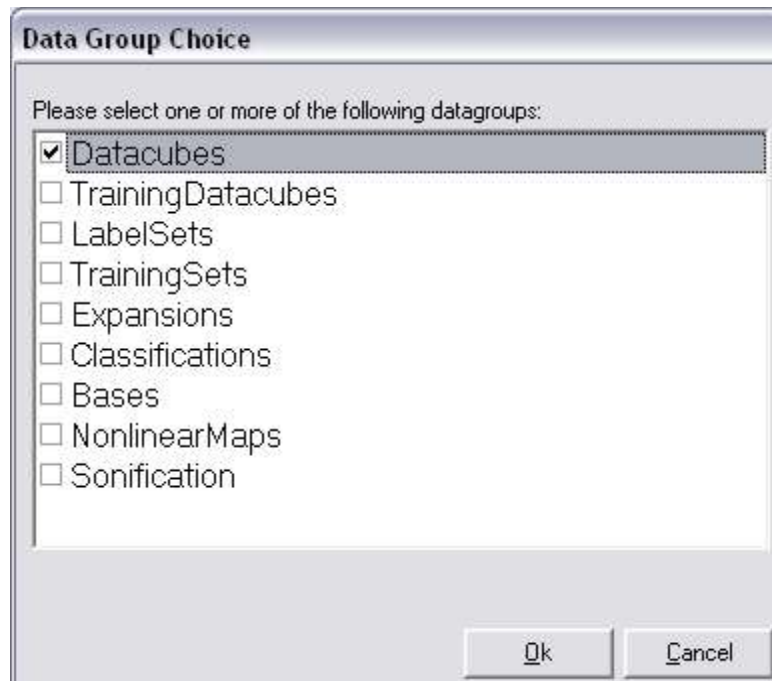 Data Group Choice
Please select one or more of the following datagroups:
Datacubes
TrainingDatacubes
LabelSets
TrainingSets
Expansions
Classifications
Bases
NonlinearMaps
Sonification
Ok
Cancel